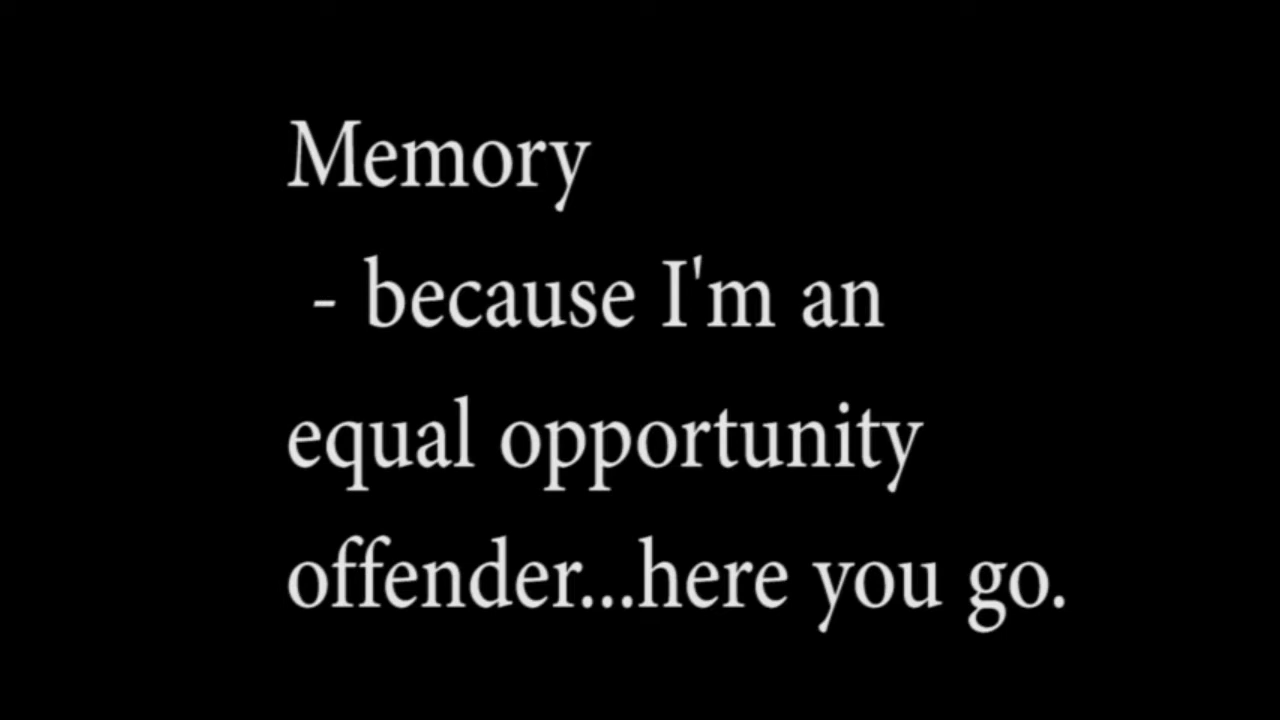 Memory
- because I'm an
equal opportunity
offender...here you go.